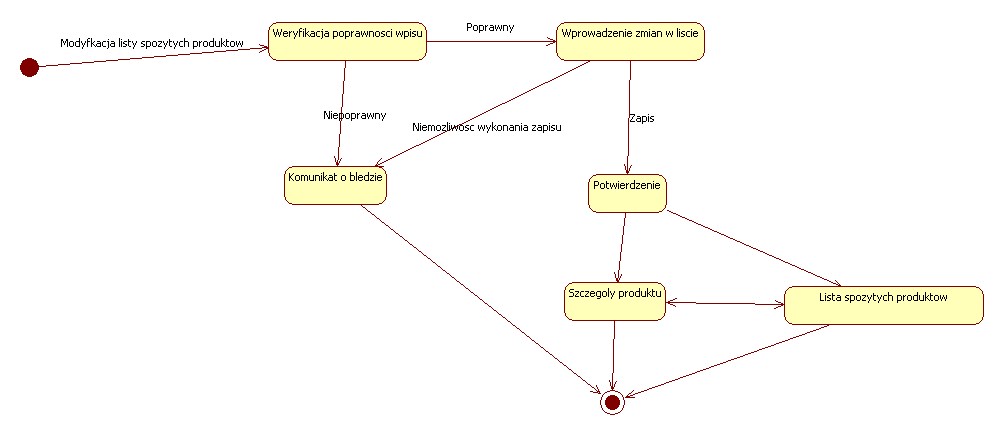 Modyfkacja listy spozytych produktow
Weryfikacja poprawnosci wpisu
Poprawny
Wprowadzenie zmian w liscie
Niepoprawny
Niemozliwosc wykonania zapisu
Zapis
Komunikat o bledzie
Potwierdzenie
Szczegoly produktu
Lista spozytych produktow